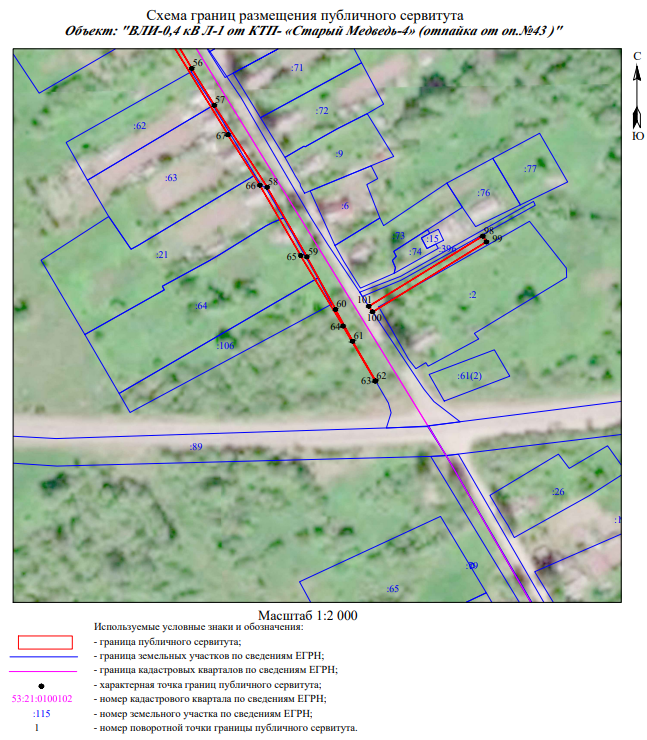 Схема границ размещения публичного сервитута
Объект: "ВЛИ-0,4 кВ Л-1 от КТП- «Старый Медведь-4» (отпайка от оп.№43 )"
С
Ю
56
:71
57
:72
:62
67
:9
:63
66
58
:77
:76
:6
:73
:15
98
99
:74
:396
:21
65
59
:2
:64
101
60
100
64
61
:106
63
62
:61(2)
:89
:26
:65
Масштаб 1:2 000
Используемые условные знаки и обозначения:
- граница публичного сервитута;
- граница земельных участков по сведениям ЕГРН;
- граница кадастровых кварталов по сведениям ЕГРН;
- характерная точка границ публичного сервитута;
53:21:0100102 - номер кадастрового квартала по сведениям ЕГРН;
:115 - номер земельного участка по сведениям ЕГРН;
1 - номер поворотной точки границы публичного сервитута.